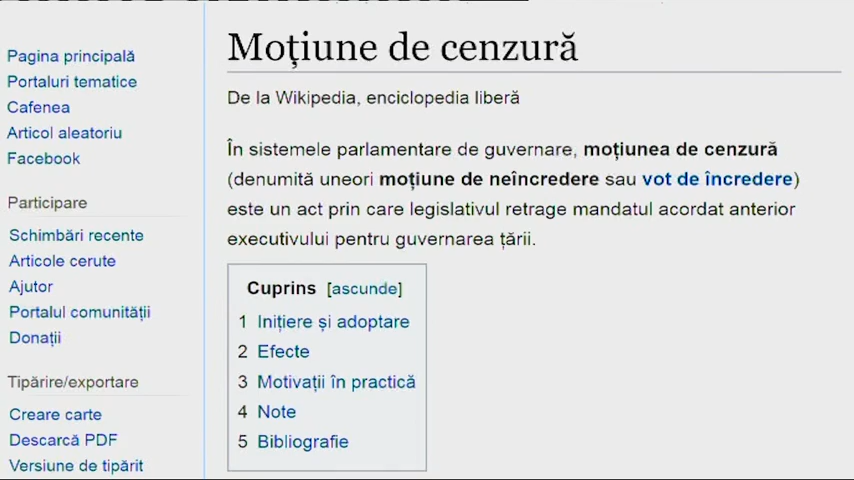 Pagina principală
Portaluri tematice
Cafenea
Articol aleatoriu
Facebook
Participare
Schimbări recente
Articole cerute
Ajutor
Portalul comunității
Donații
Tipărire/exportare
Creare carte
Descarcă PDF
Versiune de tipărit
Moțiune de cenzură
De la Wikipedia, enciclopedia liberă
În sistemele parlamentare de guvernare, moțiunea de cenzură
(denumită uneori moțiune de neîncredere sau vot de încredere)
este un act prin care legislativul retrage mandatul acordat anterior
executivului pentru guvernarea țării.
Cuprins [ascunde]
1 Inițiere și adoptare
2 Efecte
3 Motivații în practică
4 Note
5 Bibliografie